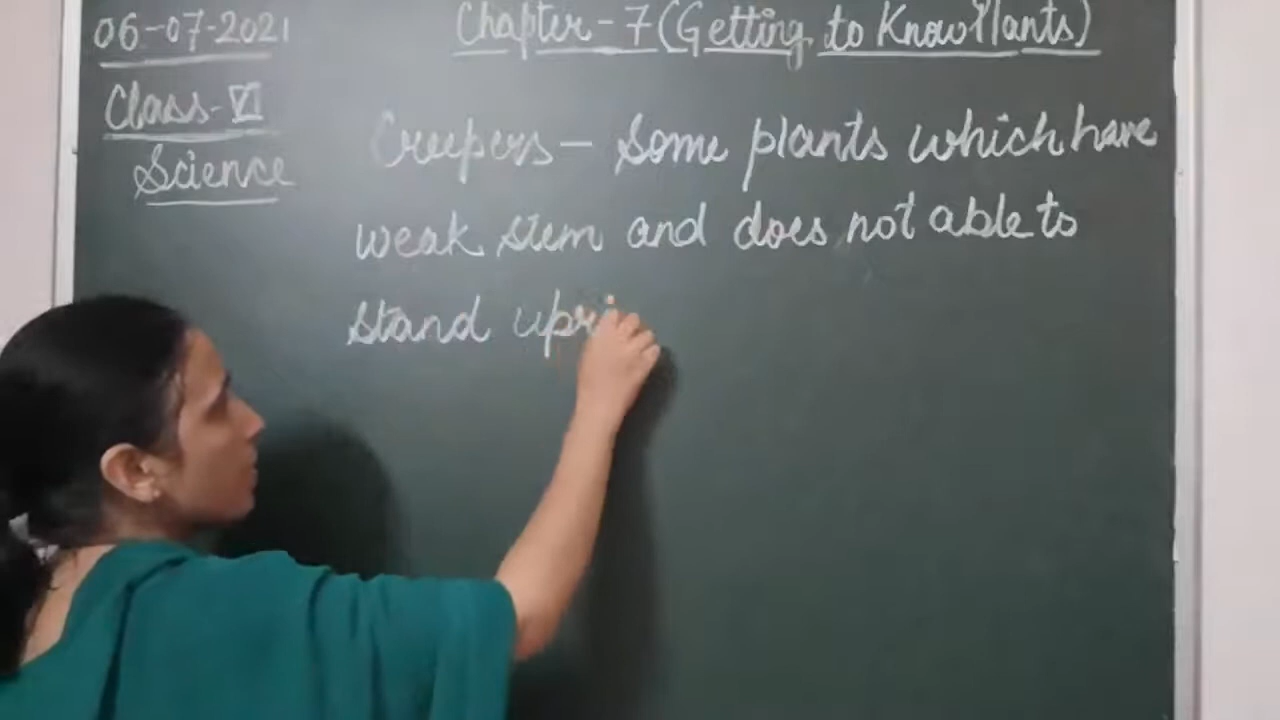 06-07-2021
Chapter-7(Getting to Know Plants)
Class-VI
Science
Creepers- Some plants which have
weak stem and does not able to
stand upri